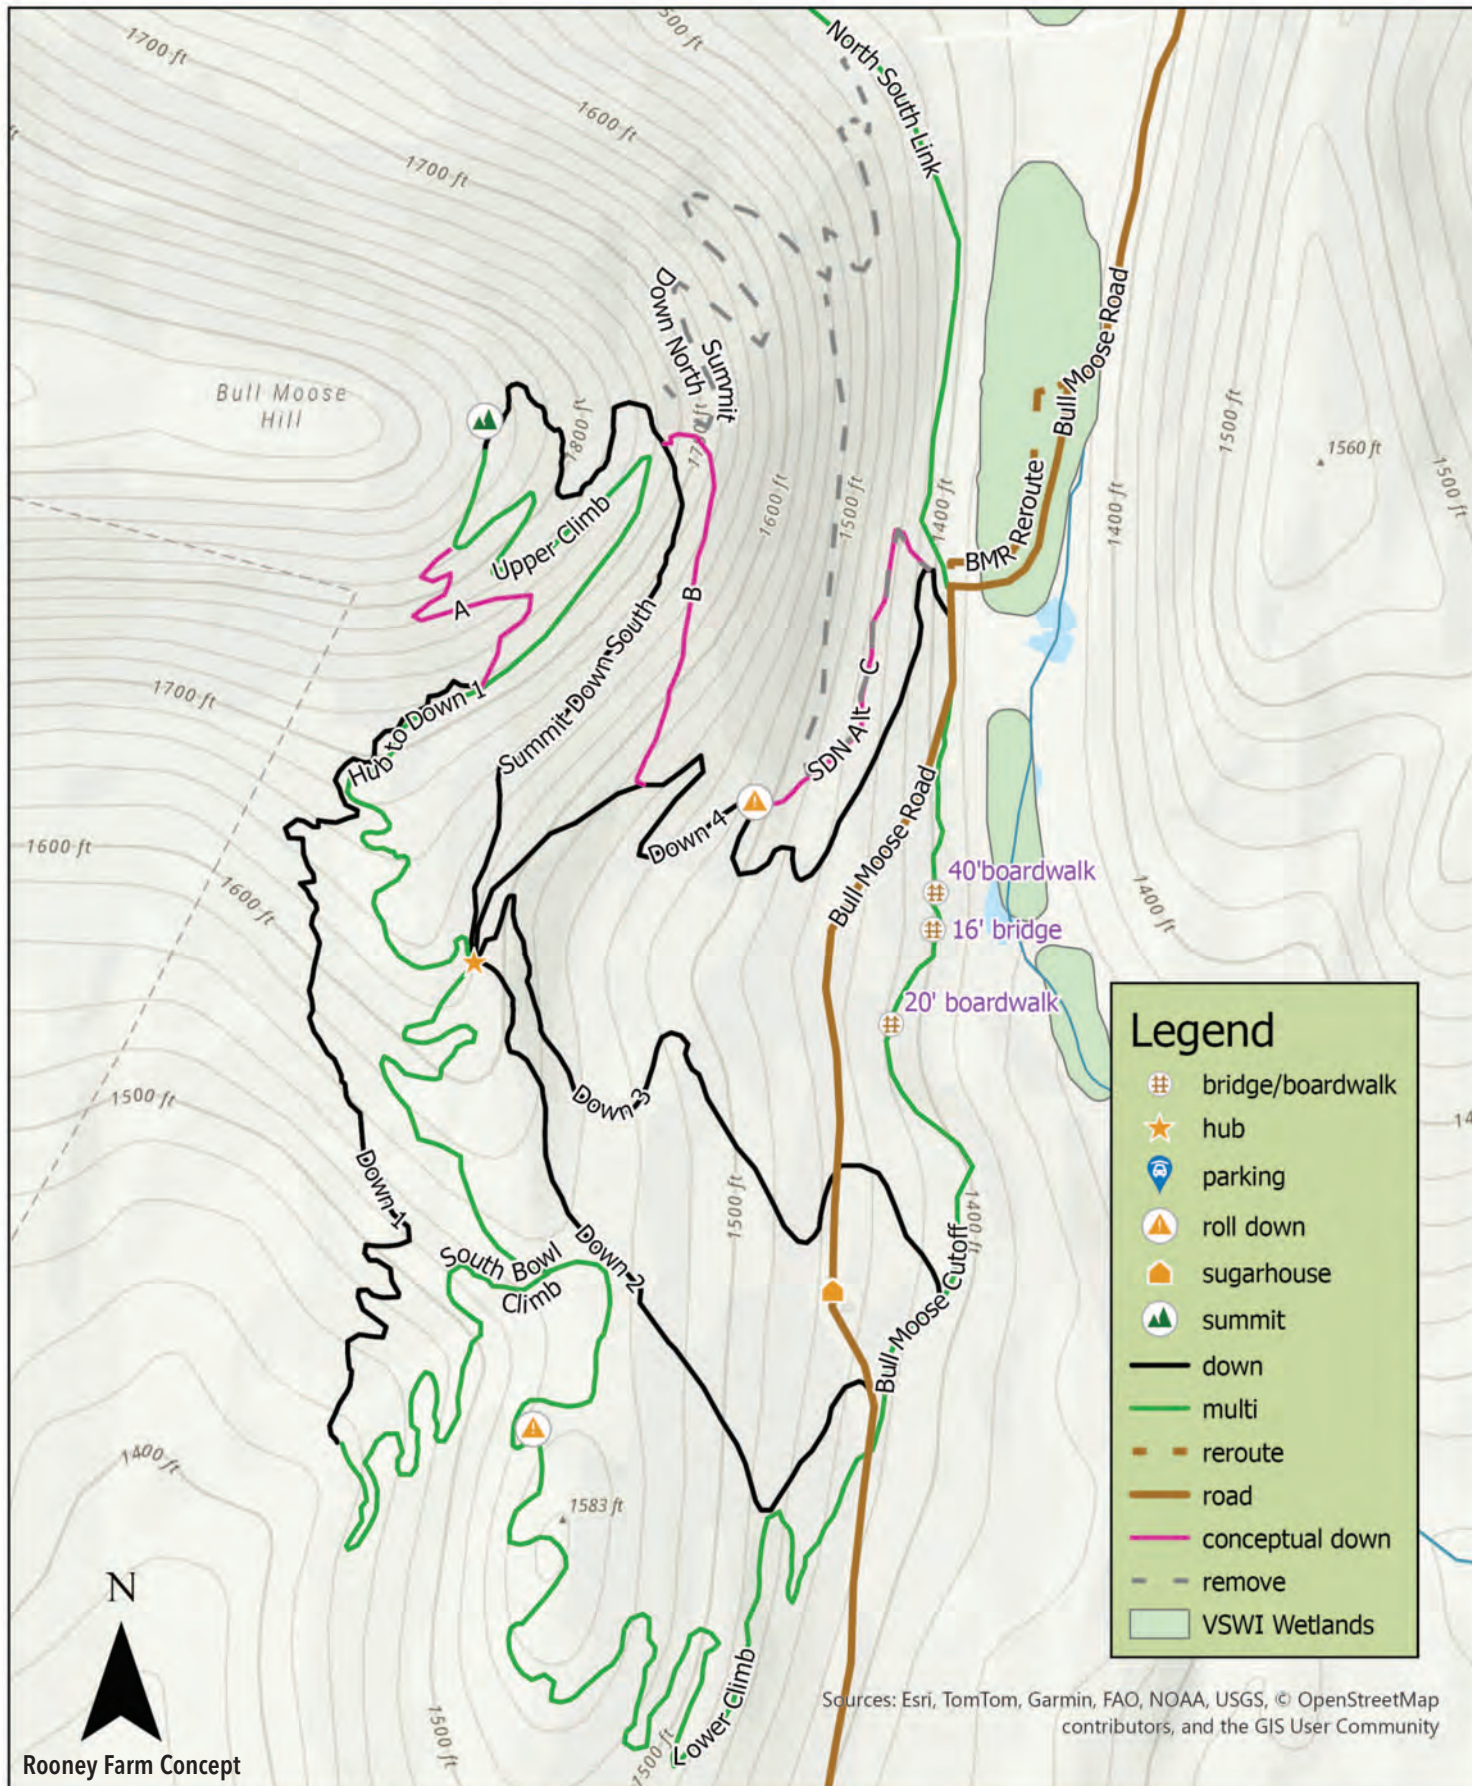 500 ft
1700 ft
North South Link
1600 ft
ft
1700 ft
Summit
Down North
Bull Moose Road
Bull Moose
Hill
1800 ft
1700 ft
1500 ft
1560 ft
1500 ft
Upper Climb
1600 ft
1500 ft
1400 ft
1400 ft
BMR Reroute
A
B
Summit Down South
1700 ft
Hub to Down 1
SDN Alt C
Down 4
1600 ft
1600 ft
Bull Moose Road
40'boardwalk
16' bridge
1400 ft
20' boardwalk
1500 ft
Down 3
14
Down 1
1500 ft
1400 ft
South Bowl
Climb
Down 2
Bull Moose Cutoff
1400 ft
1583 ft
1500 ft
Lower Climb
1500 ft
Legend
bridge/boardwalk
hub
parking
roll down
sugarhouse
summit
down
multi
reroute
road
conceptual down
remove
VSWI Wetlands
N
Sources: Esri, TomTom, Garmin, FAO, NOAA, USGS, © OpenStreetMap
contributors, and the GIS User Community
Rooney Farm Concept